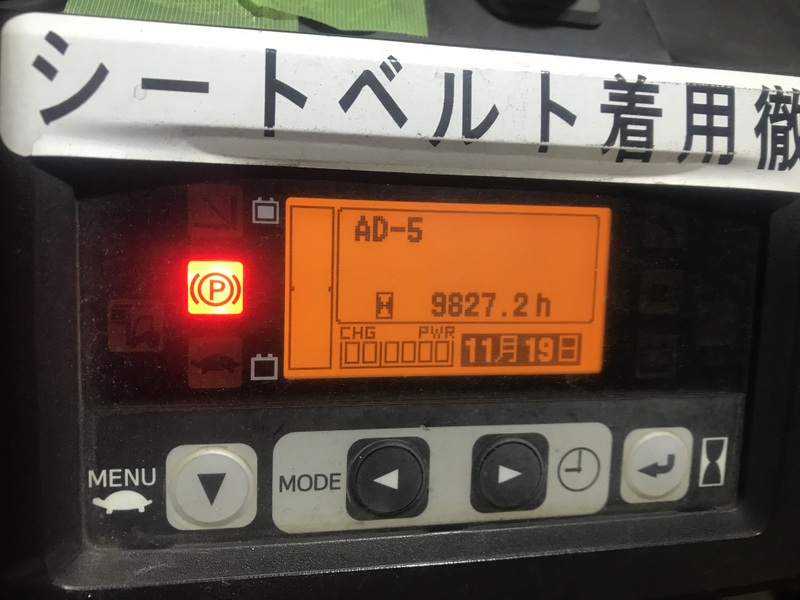 シートベルト着用徹
AD-5
9827.2h
CHG PWR
11月19日
P
MENU
MODE